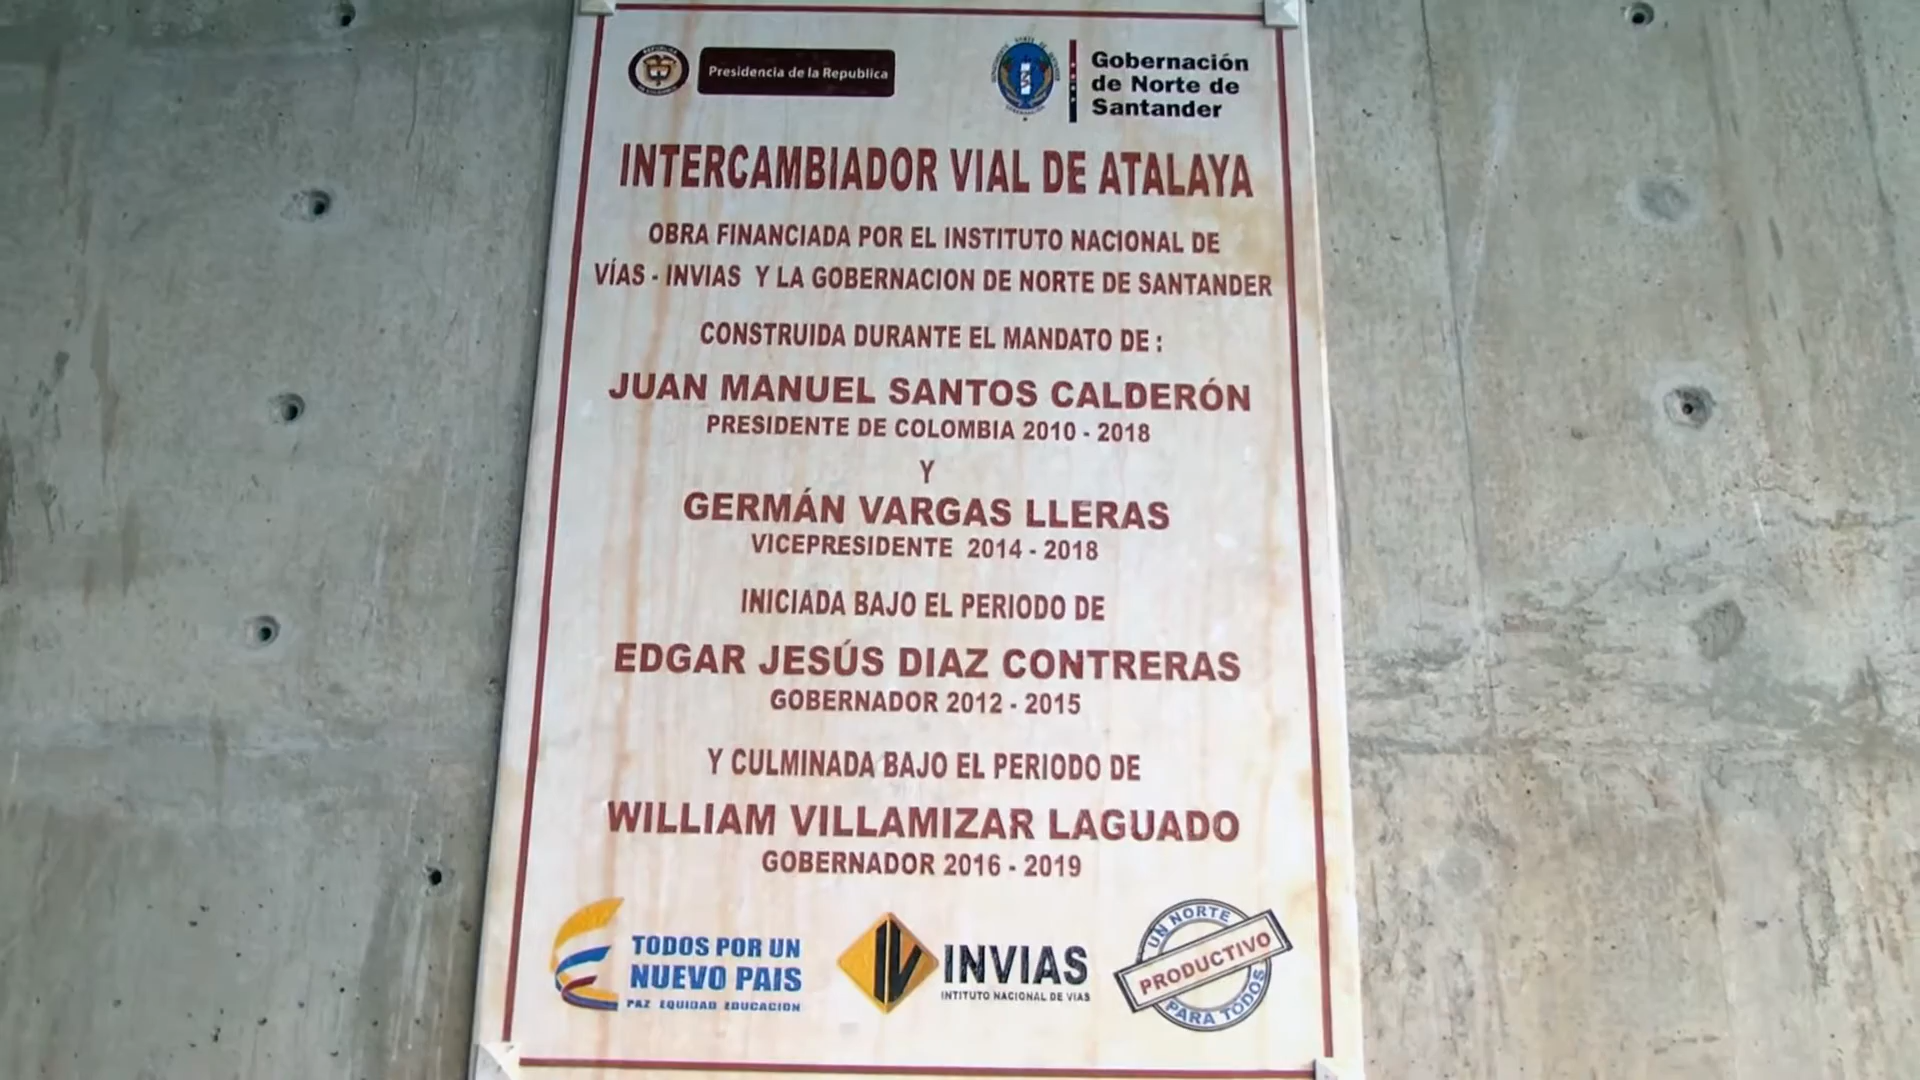 REPUBLICA DE COLOMBIA
Presidencia de la Republica
Gobernación
de Norte de
Santander
INTERCAMBIADOR VIAL DE ATALAYA
OBRA FINANCIADA POR EL INSTITUTO NACIONAL DE
VÍAS - INVIAS Y LA GOBERNACION DE NORTE DE SANTANDER
CONSTRUIDA DURANTE EL MANDATO DE :
JUAN MANUEL SANTOS CALDERÓN
PRESIDENTE DE COLOMBIA 2010 - 2018
Y
GERMÁN VARGAS LLERAS
VICEPRESIDENTE 2014 - 2018
INICIADA BAJO EL PERIODO DE
EDGAR JESÚS DIAZ CONTRERAS
GOBERNADOR 2012 - 2015
Y CULMINADA BAJO EL PERIODO DE
WILLIAM VILLAMIZAR LAGUADO
GOBERNADOR 2016 - 2019
TODOS POR UN
NUEVO PAIS
PAZ EQUIDAD EDUCACION
INVIAS
INTITUTO NACIONAL DE VIAS
UN NORTE
PRODUCTIVO
PARA TODOS